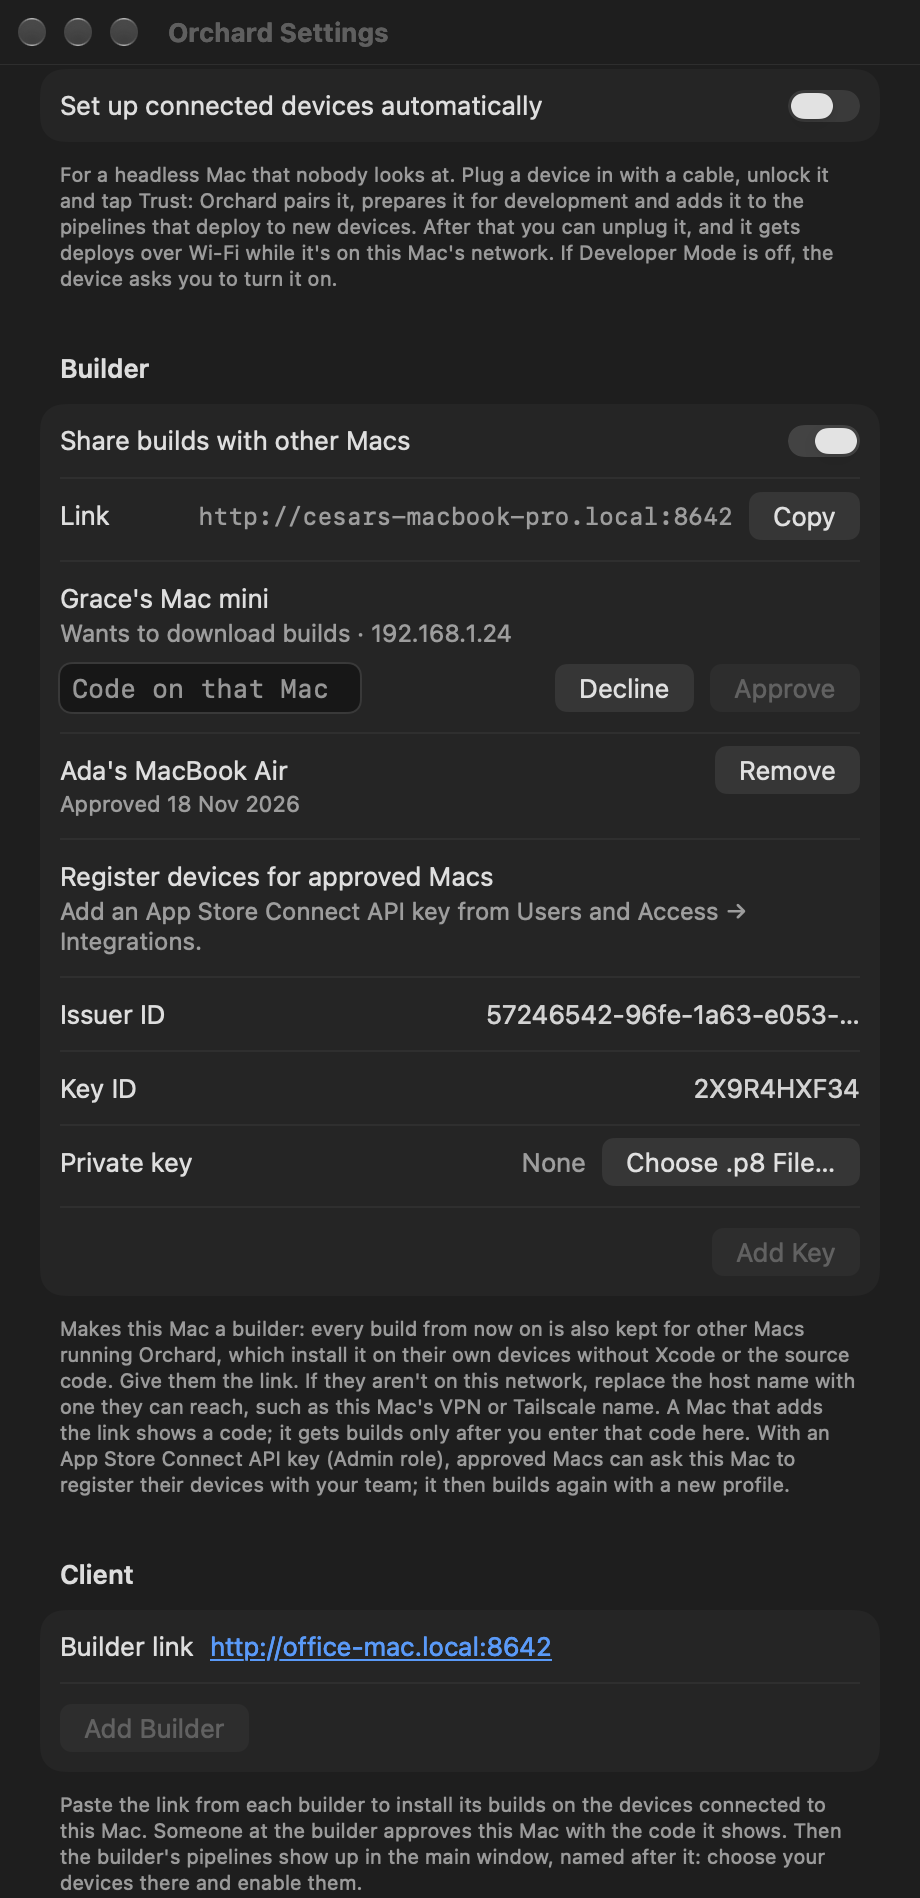 Orchard Settings
Set up connected devices automatically
For a headless Mac that nobody looks at. Plug a device in with a cable, unlock it
and tap Trust: Orchard pairs it, prepares it for development and adds it to the
pipelines that deploy to new devices. After that you can unplug it, and it gets
deploys over Wi-Fi while it's on this Mac's network. If Developer Mode is off, the
device asks you to turn it on.
Builder
Share builds with other Macs
Link http://cesars-macbook-pro.local:8642 Copy
Grace's Mac mini
Wants to download builds · 192.168.1.24
Code on that Mac Decline Approve
Ada's MacBook Air Remove
Approved 18 Nov 2026
Register devices for approved Macs
Add an App Store Connect API key from Users and Access →
Integrations.
Issuer ID 57246542-96fe-1a63-e053-...
Key ID 2X9R4HXF34
Private key None Choose .p8 File...
Add Key
Makes this Mac a builder: every build from now on is also kept for other Macs
running Orchard, which install it on their own devices without Xcode or the source
code. Give them the link. If they aren't on this network, replace the host name with
one they can reach, such as this Mac's VPN or Tailscale name. A Mac that adds
the link shows a code; it gets builds only after you enter that code here. With an
App Store Connect API key (Admin role), approved Macs can ask this Mac to
register their devices with your team; it then builds again with a new profile.
Client
Builder link http://office-mac.local:8642
Add Builder
Paste the link from each builder to install its builds on the devices connected to
this Mac. Someone at the builder approves this Mac with the code it shows. Then
the builder's pipelines show up in the main window, named after it: choose your
devices there and enable them.